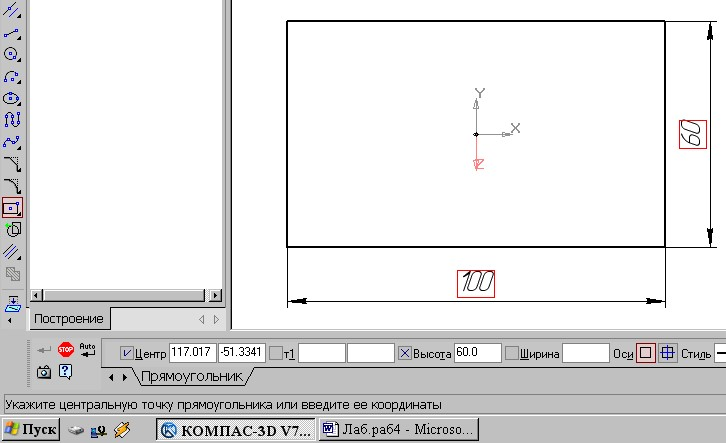 Y
X
Z
60
100
Построение
STOP
Auto
Центр 117.017 -51.3341 т1 Высота 60.0 Ширина Оси Стиль
Прямоугольник
Укажите центральную точку прямоугольника или введите ее координаты
Пуск КОМПАС-3D V7... Лаб.раб4 - Microso...